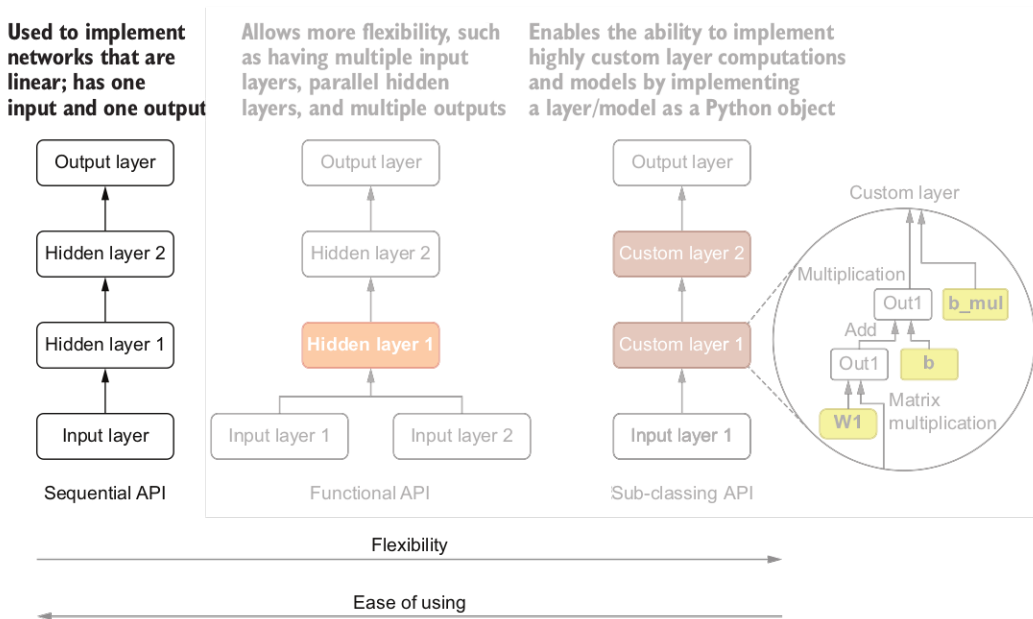 Used to implement
networks that are
linear; has one
input and one output
Allows more flexibility, such
as having multiple input
layers, parallel hidden
layers, and multiple outputs
Enables the ability to implement
highly custom layer computations
and models by implementing
a layer/model as a Python object
Output layer
Hidden layer 2
Hidden layer 1
Input layer
Sequential API
Output layer
Hidden layer 2
Hidden layer 1
Input layer 1
Input layer 2
Functional API
Output layer
Custom layer 2
Custom layer 1
Input layer 1
Sub-classing API
Custom layer
Multiplication
Out1
b_mul
Add
Out1
b
W1
Matrix
multiplication
Flexibility
Ease of using